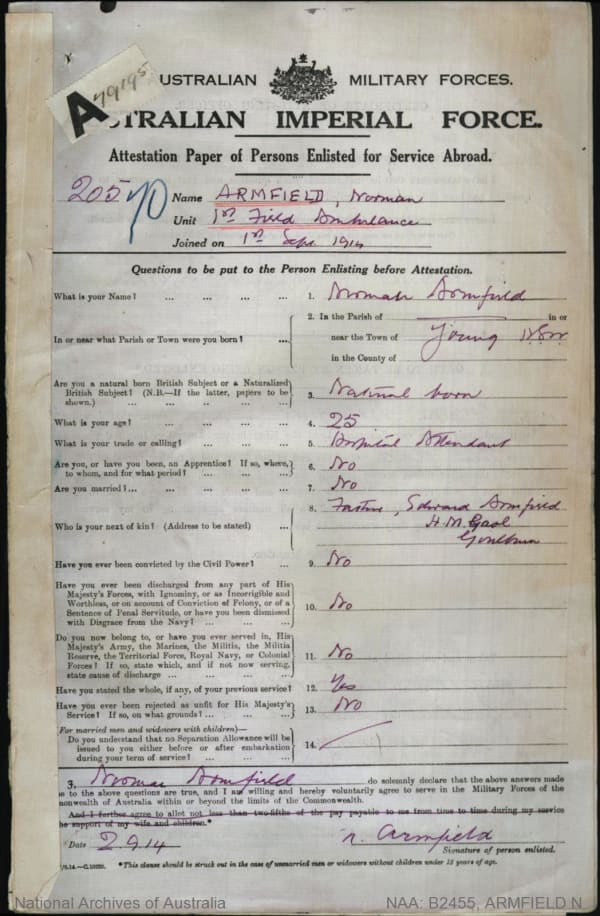 A 49195
AUSTRALIAN MILITARY FORCES.
AUSTRALIAN IMPERIAL FORCE.
Attestation Paper of Persons Enlisted for Service Abroad.
205 Name ARMFIELD, Norman
Unit 1st Field Ambulance
Joined on 1st Sept 1914
Questions to be put to the Person Enlisting before Attestation.
What is your Name? ... ... ... ... 1. Norman Armfield
2. In the Parish of in or
In or near what Parish or Town were you born? ... near the Town of Young NSW
in the County of
Are you a natural born British Subject or a Naturalized
British Subject? (N.B.—If the latter, papers to be 3. Natural born
shown.) ... ... ... ... ...
What is your age? ... ... ... ... 4. 25
What is your trade or calling? ... ... ... 5. Hospital Attendant
Are you, or have you been, an Apprentice? If so, where, 6. No
to whom, and for what period? ... ... ...
Are you married?... ... ... ... ... 7. No
8. Father, Edward Armfield
Who is your next of kin? (Address to be stated) ... H.M. Gaol
Goulburn
Have you ever been convicted by the Civil Power? ... 9. No
Have you ever been discharged from any part of His
Majesty's Forces, with Ignominy, or as Incorrigible and
Worthless, or on account of Conviction of Felony, or of a 10. No
Sentence of Penal Servitude, or have you been dismissed
with Disgrace from the Navy? ... ... ...
Do you now belong to, or have you ever served in, His
Majesty's Army, the Marines, the Militia, the Militia
Reserve, the Territorial Force, Royal Navy, or Colonial 11. No
Forces? If so, state which, and if not now serving,
state cause of discharge ... ... ... ...
Have you stated the whole, if any, of your previous service? 12. Yes
Have you ever been rejected as unfit for His Majesty's 13. No
Service? If so, on what grounds? ... ... ...
(For married men and widowers with children)—
Do you understand that no Separation Allowance will be 14. /
issued to you either before or after embarkation
during your term of service? ... ... ...
3. Norman Armfield do solemnly declare that the above answers made
me to the above questions are true, and I am willing and hereby voluntarily agree to serve in the Military Forces of the
Commonwealth of Australia within or beyond the limits of the Commonwealth.
And I further agree to allot not less than two-fifths of the pay payable to me from time to time during my service
the support of my wife and children.*
Date 2.9.14 N. Armfield
Signature of person enlisted.
*This clause should be struck out in the case of unmarried men or widowers without children under 18 years of age.
National Archives of Australia NAA: B2455, ARMFIELD N